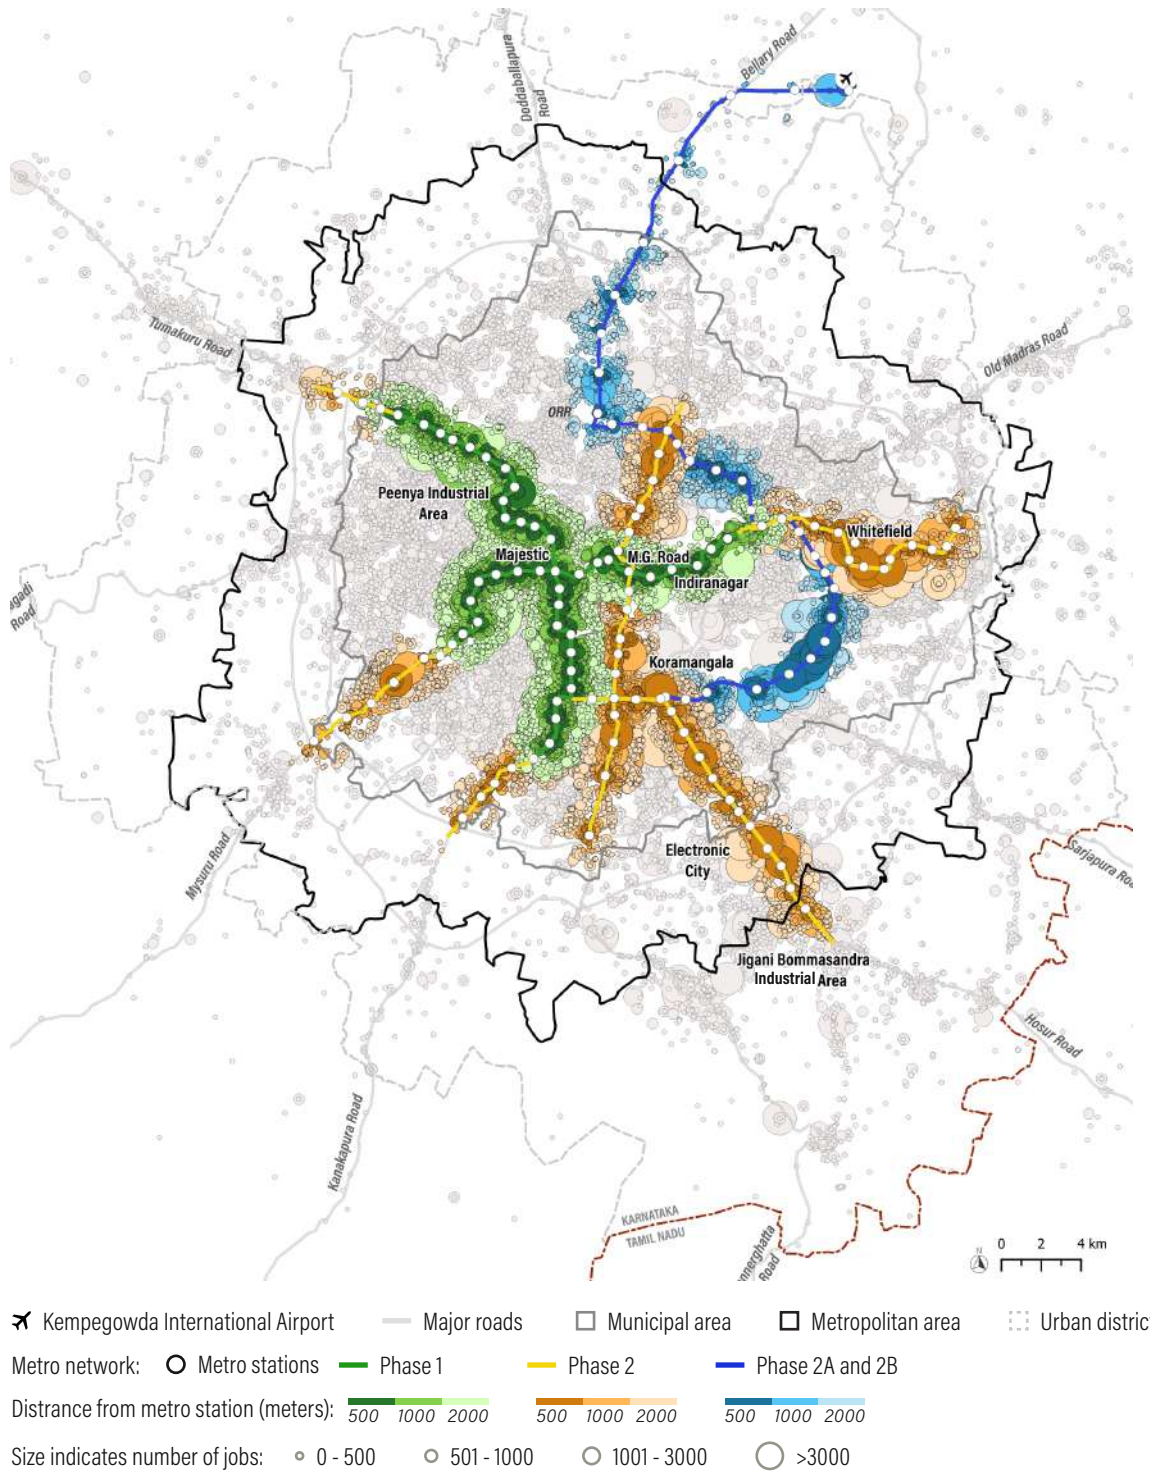 Bellary Road
Doddaballapura
Road
Tumakuru Road
Old Madras Road
ORR
Peenya Industrial
Area
Whitefield
Majestic
M.G. Road
Indiranagar
Road
Koramangala
Electronic
City
Mysuru Road
Sarjapura
Jigani Bommasandra
Industrial Area
Hosur Road
Kanakapura Road
KARNATAKA
TAMIL NADU
Road
N
0 2 4 km
Kempegowda International Airport Major roads Municipal area Metropolitan area Urban distric
Metro network: Metro stations Phase 1 Phase 2 Phase 2A and 2B
Distrance from metro station (meters): 500 1000 2000 500 1000 2000 500 1000 2000
Size indicates number of jobs: 0 - 500 501 - 1000 1001 - 3000 >3000